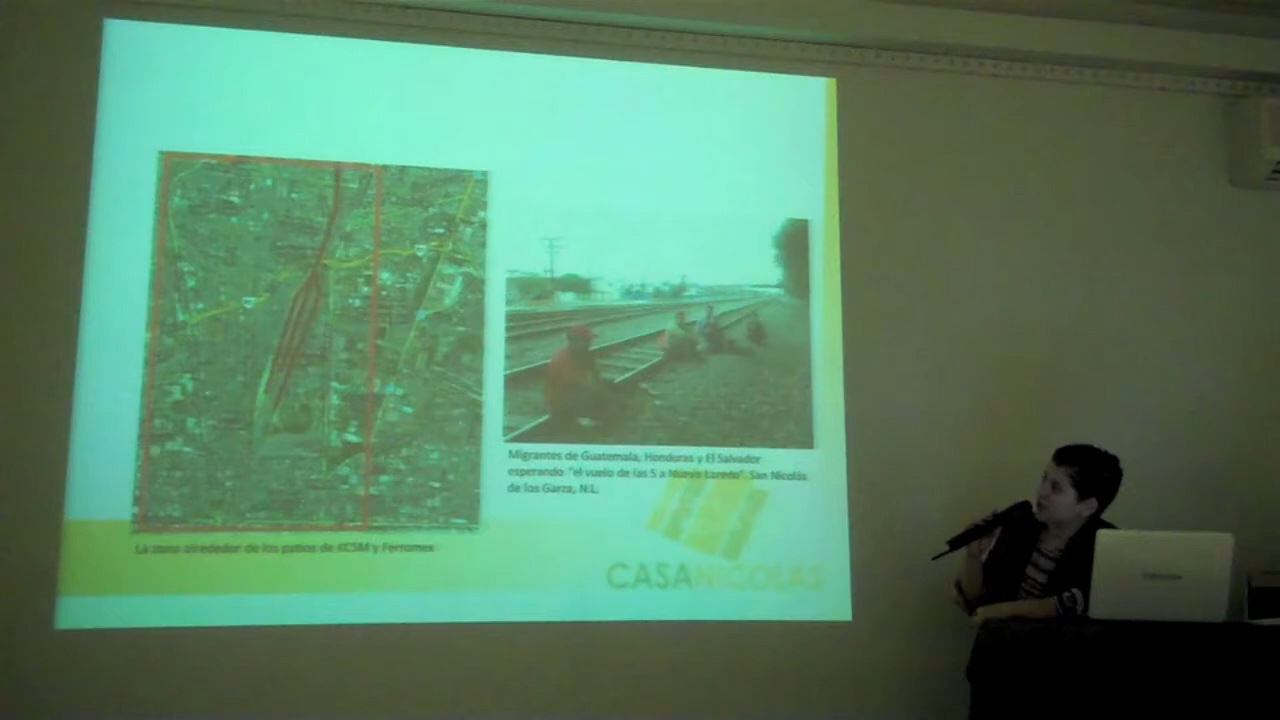 Migrantes de Guatemala, Honduras y El Salvador
esperando "el vuelo de las 5 a Nuevo Laredo". San Nicolás
de los Garza, N.L.
La zona alrededor de los patios de KCSM y Ferromex
CASANICOLÁS